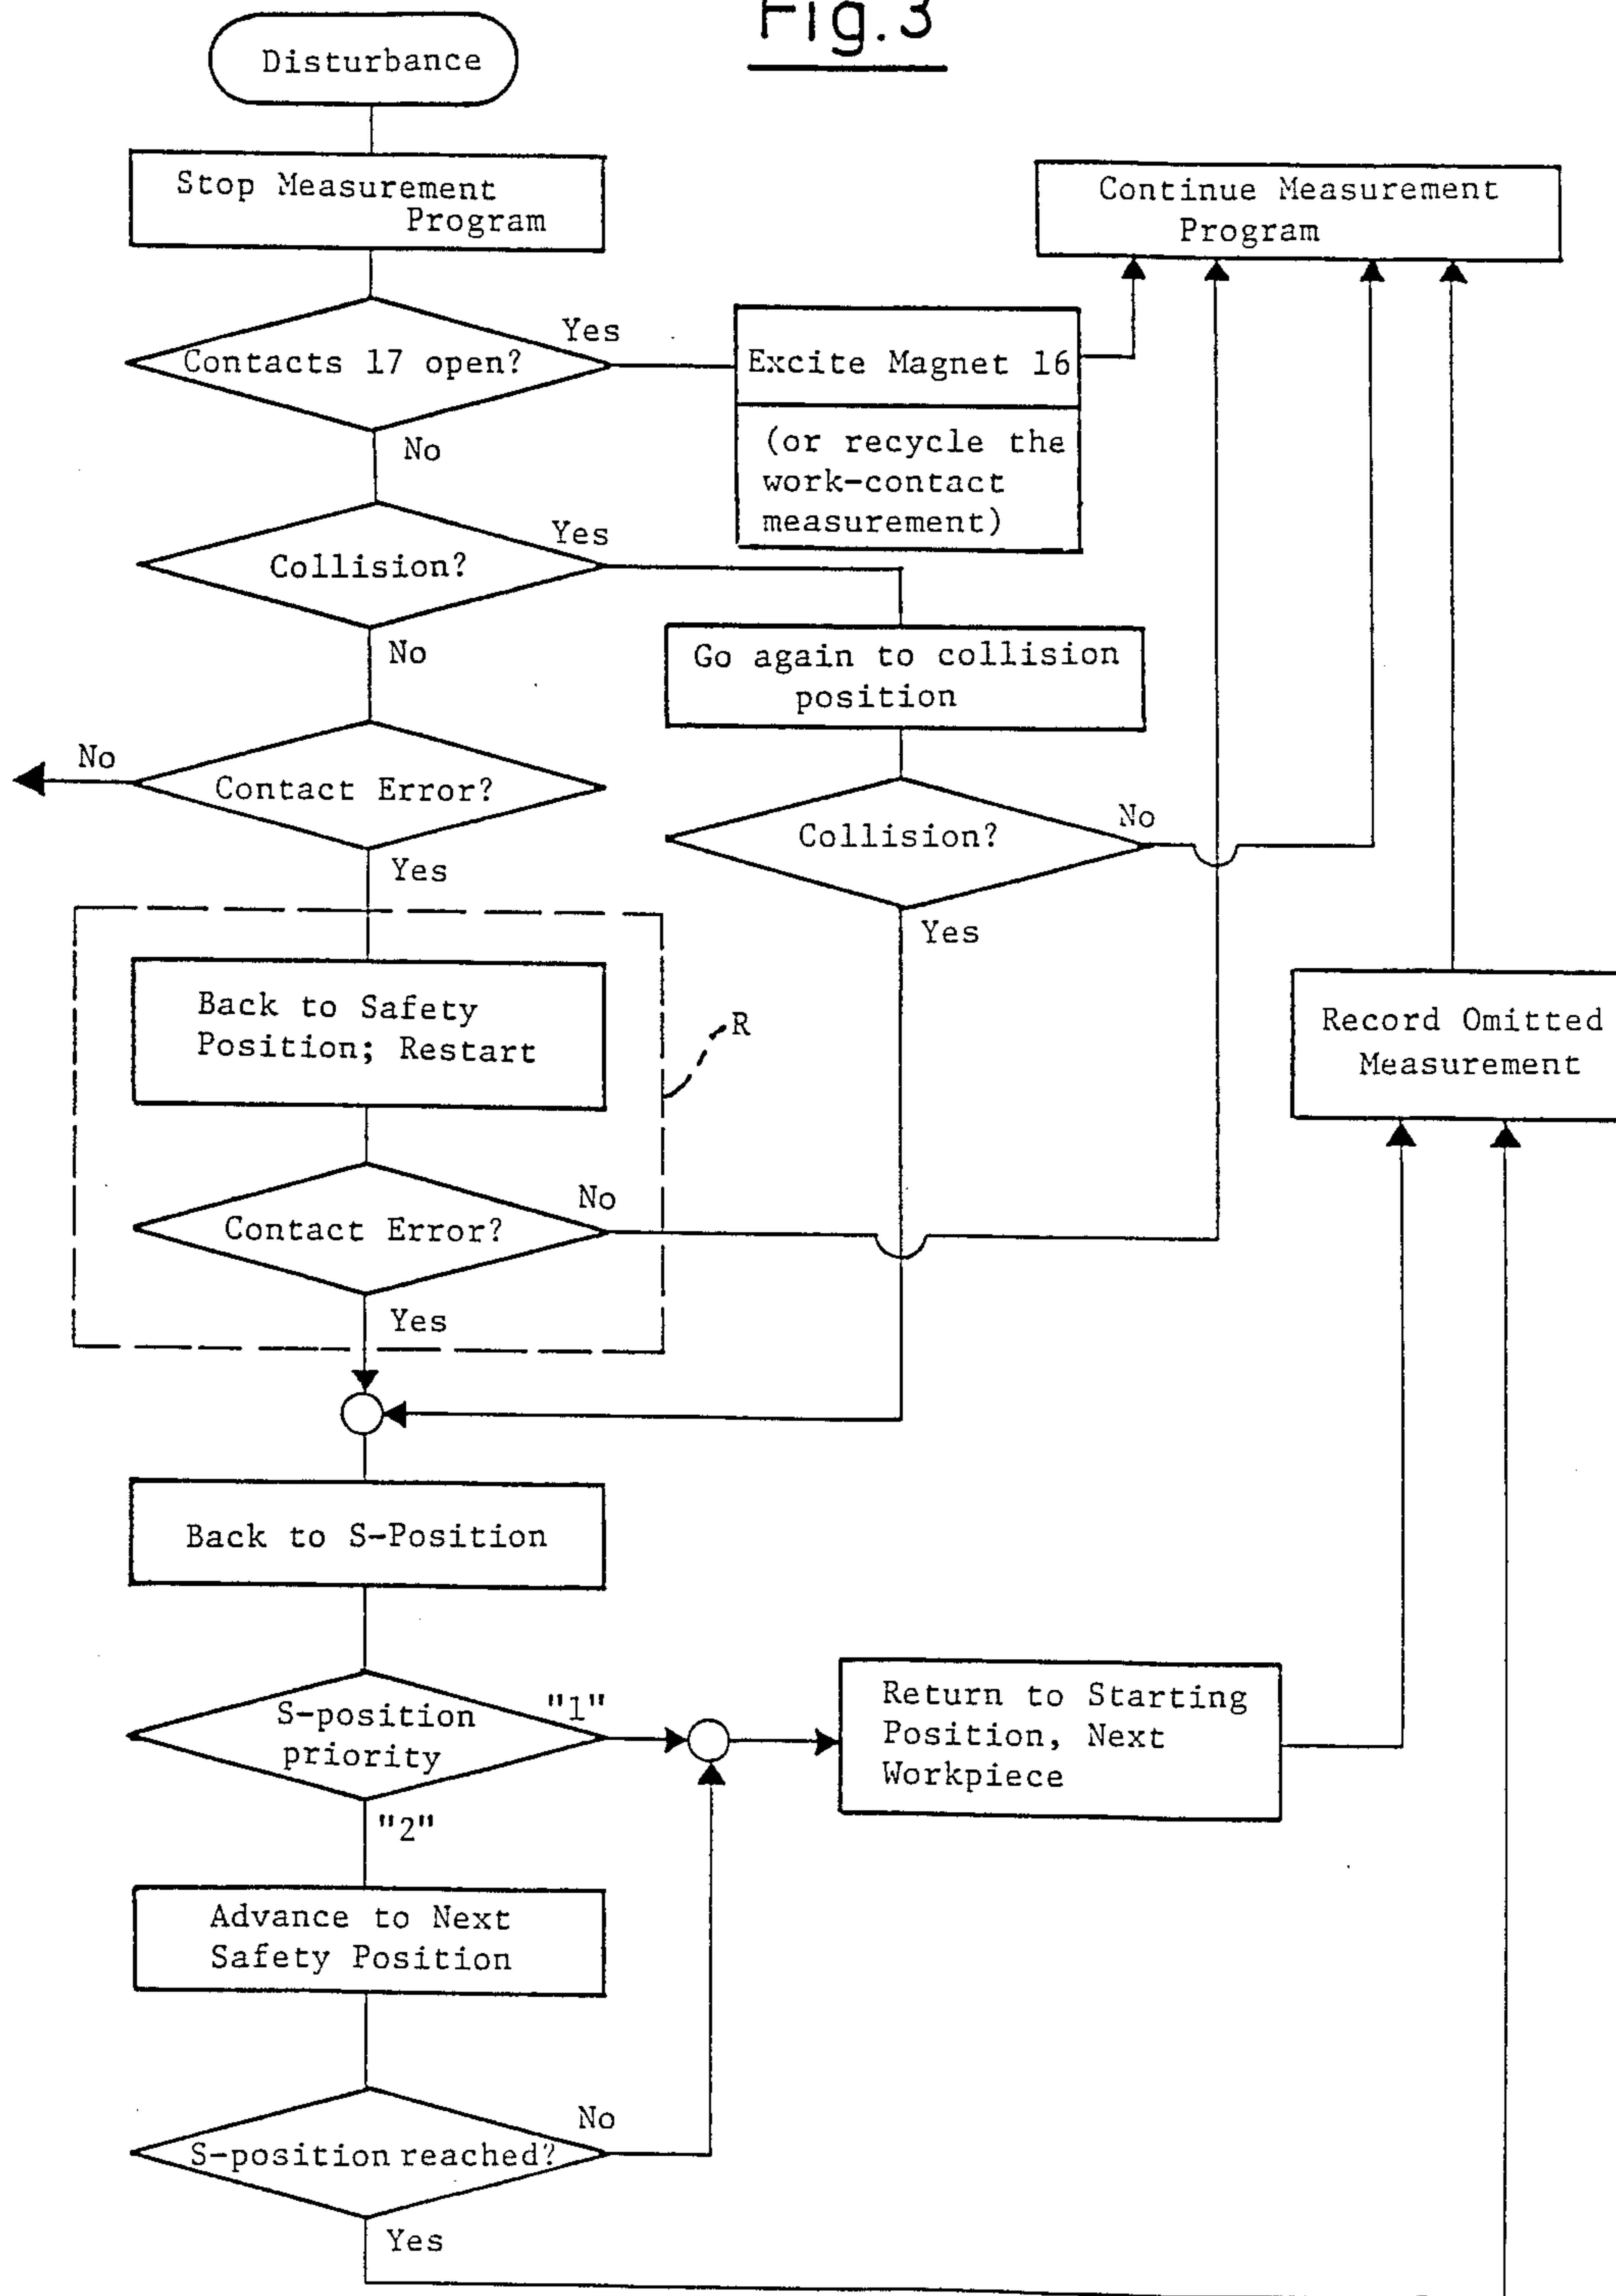 Fig.3
Disturbance
Stop Measurement
Program
Continue Measurement
Program
Contacts 17 open?
Yes
No
Excite Magnet 16
(or recycle the
work-contact
measurement)
Collision?
Yes
No
Go again to collision
position
Contact Error?
No
Yes
Collision?
No
Yes
Back to Safety
Position; Restart
R
Record Omitted
Measurement
Contact Error?
No
Yes
Back to S-Position
S-position
priority
"1"
"2"
Return to Starting
Position, Next
Workpiece
Advance to Next
Safety Position
S-position reached?
No
Yes